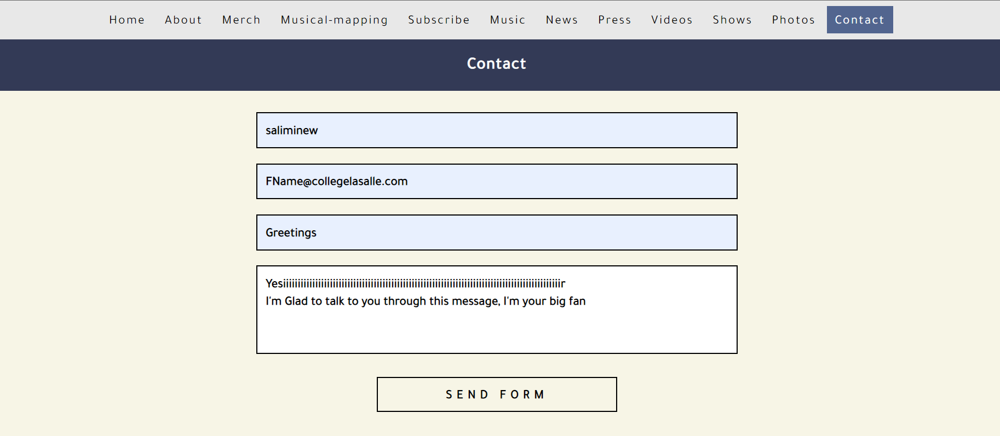 Home About Merch Musical-mapping Subscribe Music News Press Videos Shows Photos Contact
Contact
saliminew
FName@collegelasalle.com
Greetings
Yesiiiiiiiiiiiiiiiiiiiiiiiiiiiiiiiiiiiiiiiiiiiiiiiiiiiiiiiiiiiiiiiiiiiiiiiiiiiiiiiiiiiiiiiiiiiiiir
I'm Glad to talk to you through this message, I'm your big fan
SEND FORM